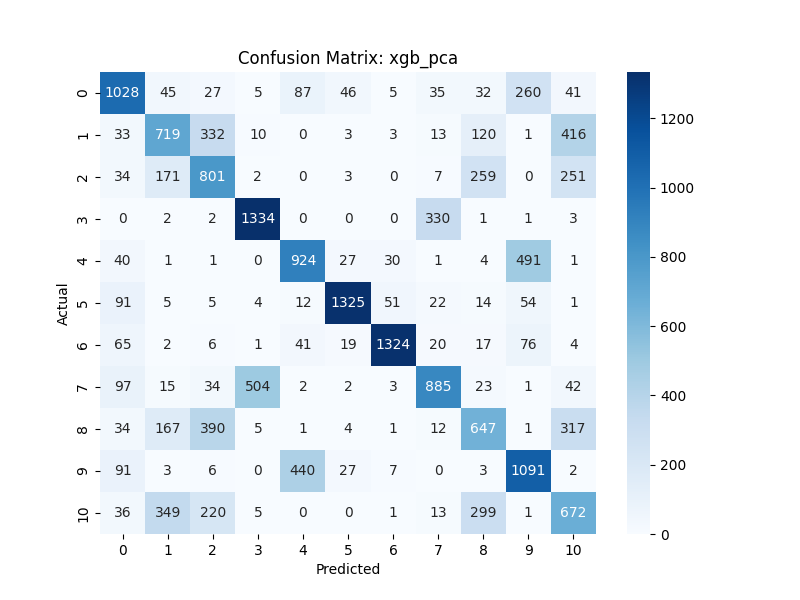 Confusion Matrix: xgb_pca
0 1028 45 27 5 87 46 5 35 32 260 41
1 33 719 332 10 0 3 3 13 120 1 416
2 34 171 801 2 0 3 0 7 259 0 251
3 0 2 2 1334 0 0 0 330 1 1 3
4 40 1 1 0 924 27 30 1 4 491 1
5 91 5 5 4 12 1325 51 22 14 54 1
6 65 2 6 1 41 19 1324 20 17 76 4
7 97 15 34 504 2 2 3 885 23 1 42
8 34 167 390 5 1 4 1 12 647 1 317
9 91 3 6 0 440 27 7 0 3 1091 2
10 36 349 220 5 0 0 1 13 299 1 672
0 1 2 3 4 5 6 7 8 9 10
Predicted
Actual
1200
1000
800
600
400
200
0